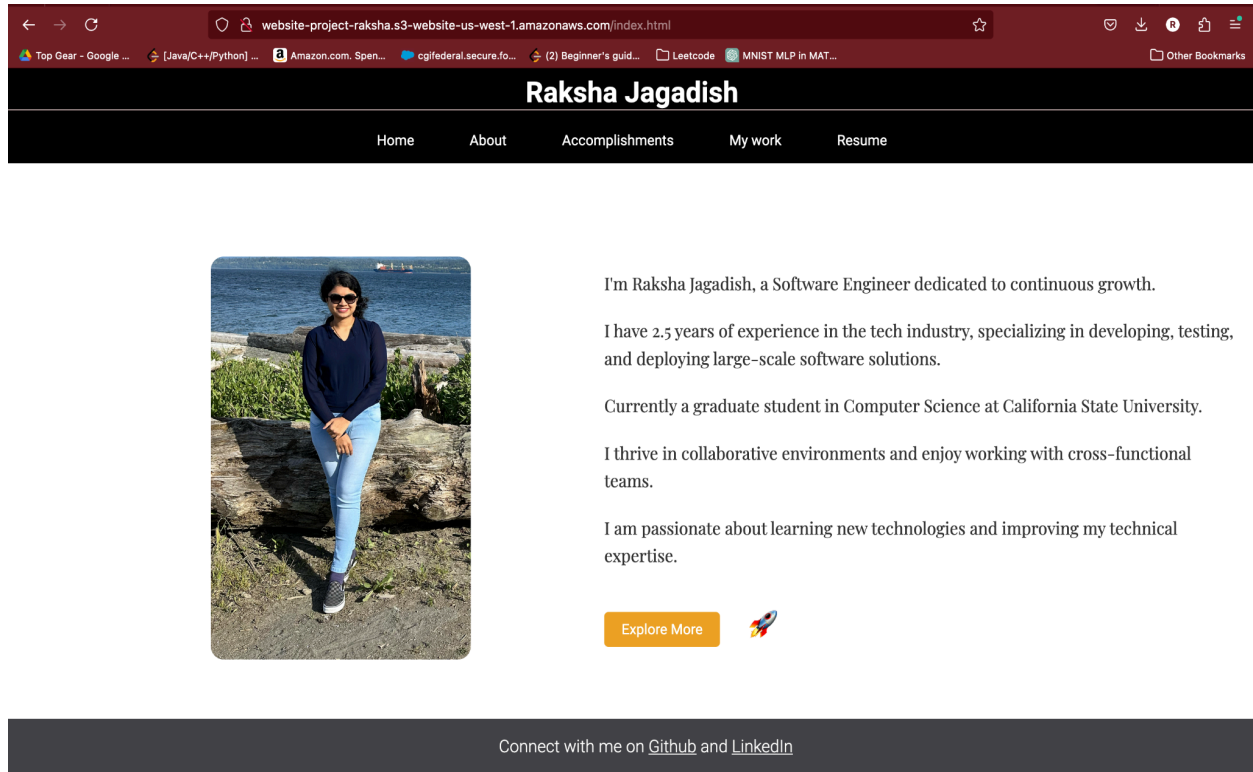 website-project-raksha.s3-website-us-west-1.amazonaws.com/index.html
R
Top Gear - Google ... [Java/C++/Python] ... a Amazon.com. Spen... cgifederal.secure.fo... (2) Beginner's guid... Leetcode MNIST MLP in MAT... Other Bookmarks
Raksha Jagadish
Home About Accomplishments My work Resume
I'm Raksha Jagadish, a Software Engineer dedicated to continuous growth.
I have 2.5 years of experience in the tech industry, specializing in developing, testing,
and deploying large-scale software solutions.
Currently a graduate student in Computer Science at California State University.
I thrive in collaborative environments and enjoy working with cross-functional
teams.
I am passionate about learning new technologies and improving my technical
expertise.
Explore More
Connect with me on Github and LinkedIn